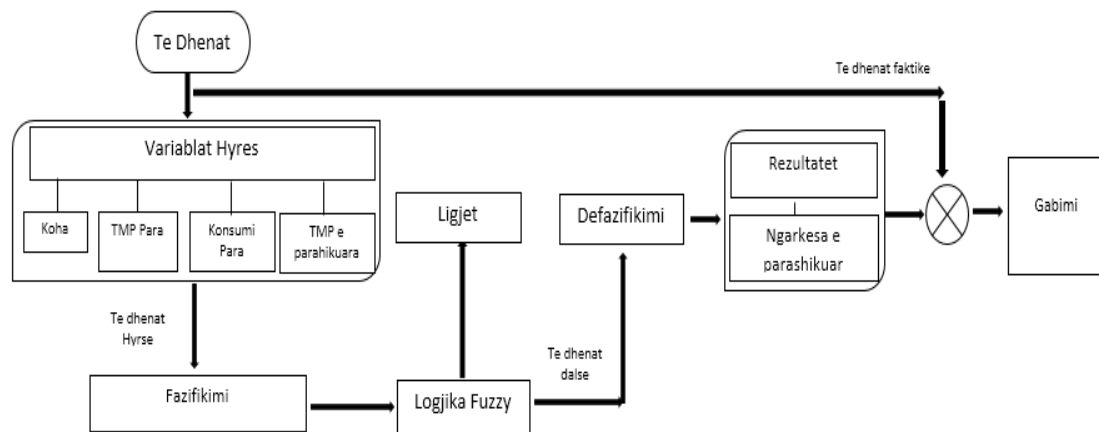 Te Dhenat
Te dhenat faktike
Variablat Hyres
Koha
TMP Para
Konsumi
Para
TMP e
parahikuara
Ligjet
Defazifikimi
Rezultatet
Ngarkesa e
parashikuar
Gabimi
Te dhenat
Hyrse
Fazifikimi
Logjika Fuzzy
Te dhenat
dalse